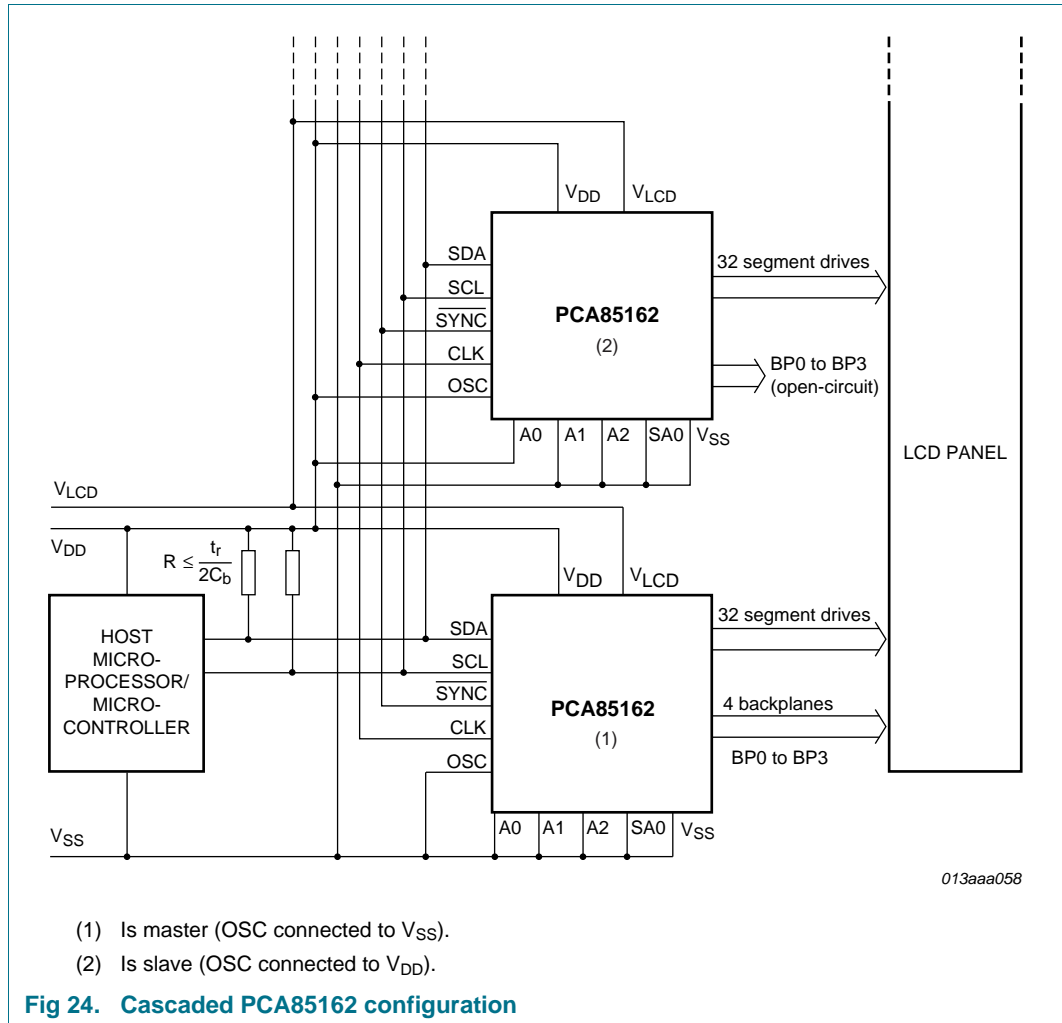 VDD
VLCD
SDA
SCL
SYNC
CLK
OSC
PCA85162
(2)
32 segment drives
BP0 to BP3
(open-circuit)
A0
A1
A2
SA0
VSS
LCD PANEL
VLCD
VDD
R ≤ tr
2Cb
HOST
MICRO-
PROCESSOR/
MICRO-
CONTROLLER
VSS
VDD
VLCD
SDA
SCL
SYNC
CLK
OSC
PCA85162
(1)
32 segment drives
4 backplanes
BP0 to BP3
A0
A1
A2
SA0
VSS
013aaa058
(1) Is master (OSC connected to VSS).
(2) Is slave (OSC connected to VDD).
Fig 24. Cascaded PCA85162 configuration